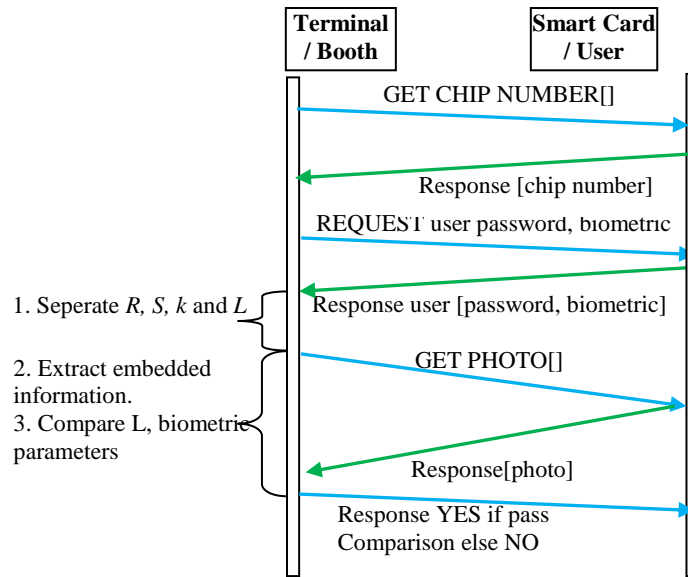 Terminal
/ Booth
Smart Card
/ User
GET CHIP NUMBER[]
Response [chip number]
REQUEST user password, biometric
Response user [password, biometric]
1. Seperate R, S, k and L
GET PHOTO[]
2. Extract embedded
information.
3. Compare L, biometric
parameters
Response[photo]
Response YES if pass
Comparison else NO